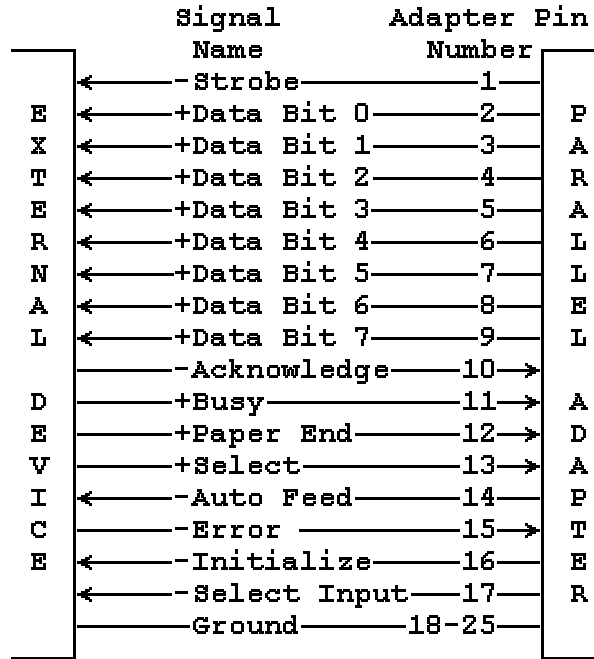 Signal Adapter Pin
Name Number
-Strobe 1
E +Data Bit 0 2 P
X +Data Bit 1 3 A
T +Data Bit 2 4 R
E +Data Bit 3 5 A
R +Data Bit 4 6 L
N +Data Bit 5 7 L
A +Data Bit 6 8 E
L +Data Bit 7 9 L
-Acknowledge 10
D +Busy 11 A
E +Paper End 12 D
V +Select 13 A
I -Auto Feed 14 P
C -Error 15 T
E -Initialize 16 E
-Select Input 17 R
Ground 18-25